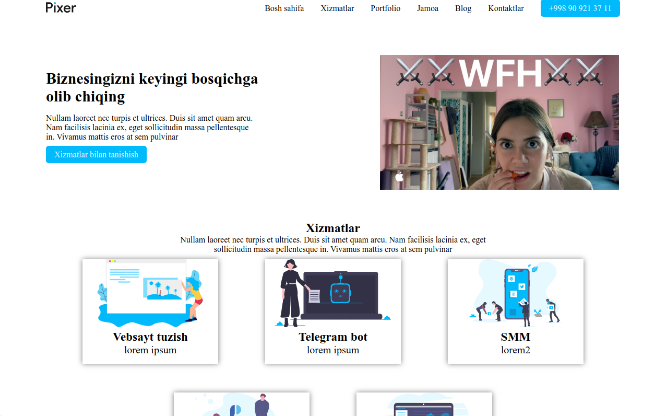 Pixer
Bosh sahifa Xizmatlar Portfolio Jamoa Blog Kontaktlar +998 90 921 37 11
Biznesingizni keyingi bosqichga
olib chiqing
Nullam laoreet nec turpis et ultrices. Duis sit amet quam arcu.
Nam facilisis lacinia ex, eget sollicitudin massa pellentesque
in. Vivamus mattis eros at sem pulvinar
Xizmatlar bilan tanishish
WFH
Xizmatlar
Nullam laoreet nec turpis et ultrices. Duis sit amet quam arcu. Nam facilisis lacinia ex, eget
sollicitudin massa pellentesque in. Vivamus mattis eros at sem pulvinar
Vebsayt tuzish
lorem ipsum
Telegram bot
lorem ipsum
SMM
lorem2